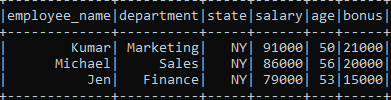 |employee_name|department|state|salary|age|bonus|
| Kumar| Marketing| NY| 91000| 50|21000|
| Michael| Sales| NY| 86000| 56|20000|
| Jen| Finance| NY| 79000| 53|15000|